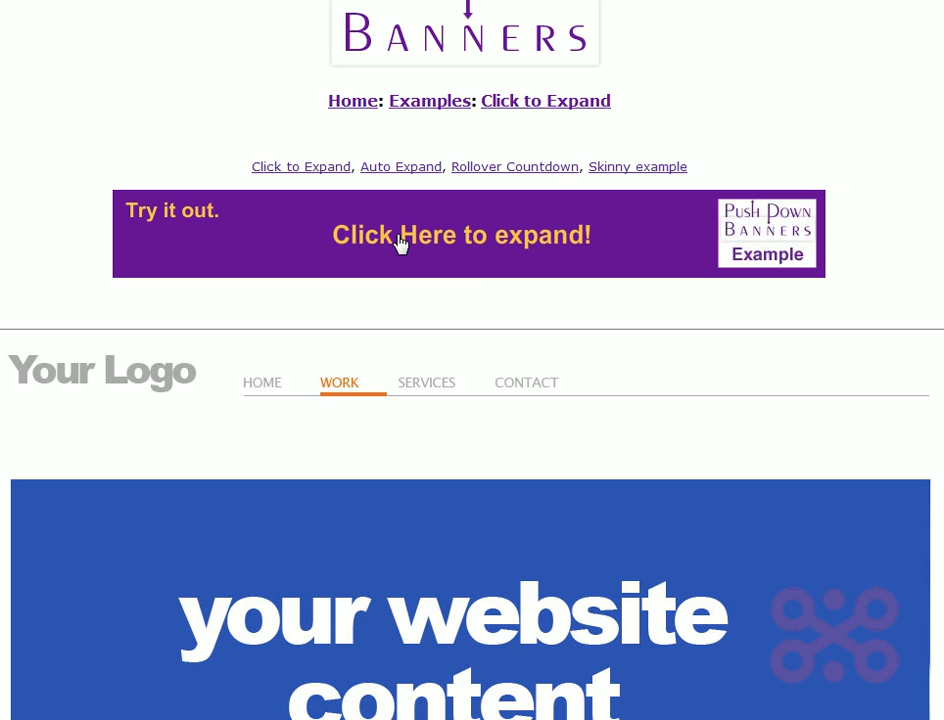 BANNERS
Home: Examples: Click to Expand
Click to Expand, Auto Expand, Rollover Countdown, Skinny example
Try it out.
Click Here to expand!
PUSH DOWN
BANNERS
Example
Your Logo
HOME WORK SERVICES CONTACT
your website
content